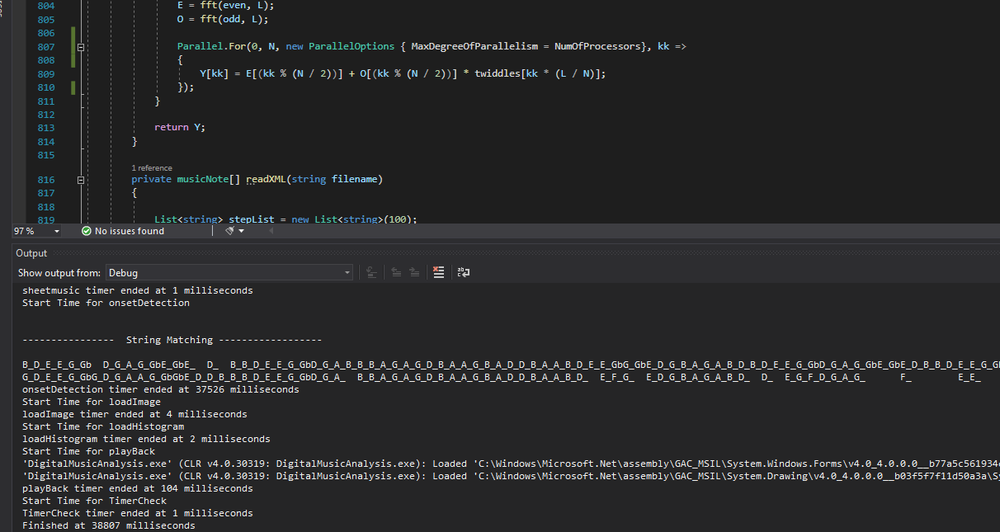 804 E = fft(even, L);
805 O = fft(odd, L);
806
807 Parallel.For(0, N, new ParallelOptions { MaxDegreeOfParallelism = NumOfProcessors}, kk =>
808 {
809 Y[kk] = E[(kk % (N / 2))] + O[(kk % (N / 2))] * twiddles[kk * (L / N)];
810 });
811 }
812
813 return Y;
814 }
815
1 reference
816 private musicNote[] readXML(string filename)
817 {
818
819 List<string> stepList = new List<string>(100);
97 % No issues found
Output
Show output from: Debug
sheetmusic timer ended at 1 milliseconds
Start Time for onsetDetection
---------------- String Matching ------------------
B_D_E_E_G_Gb D_G_A_G_GbE_GbE_ D_ B_B_D_E_E_G_GbD_G_A_B_B_B_A_G_A_G_D_B_A_A_G_B_A_D_D_B_A_A_B_D_E_E_GbG_GbE_D_G_B_A_G_A_B_D_B_D_E_E_G_GbD_G_A_G_GbE_GbE_D_B_B_D_E_E_G_G
G_D_E_E_G_GbG_D_G_A_A_G_GbGbE_D_D_B_B_B_D_E_E_G_GbD_G_A_ B_B_A_G_A_G_D_B_A_A_G_B_A_D_D_B_A_A_B_D_ E_F_G_ E_D_G_B_A_G_A_B_D_ D_ E_G_F_D_G_A_G_ F_ E_E_
onsetDetection timer ended at 37526 milliseconds
Start Time for loadImage
loadImage timer ended at 4 milliseconds
Start Time for loadHistogram
loadHistogram timer ended at 2 milliseconds
Start Time for playBack
'DigitalMusicAnalysis.exe' (CLR v4.0.30319: DigitalMusicAnalysis.exe): Loaded 'C:\Windows\Microsoft.Net\assembly\GAC_MSIL\System.Windows.Forms\v4.0_4.0.0.0__b77a5c561934
'DigitalMusicAnalysis.exe' (CLR v4.0.30319: DigitalMusicAnalysis.exe): Loaded 'C:\Windows\Microsoft.Net\assembly\GAC_MSIL\System.Drawing\v4.0_4.0.0.0__b03f5f7f11d50a3a\Sy
playBack timer ended at 104 milliseconds
Start Time for TimerCheck
TimerCheck timer ended at 1 milliseconds
Finished at 38807 milliseconds